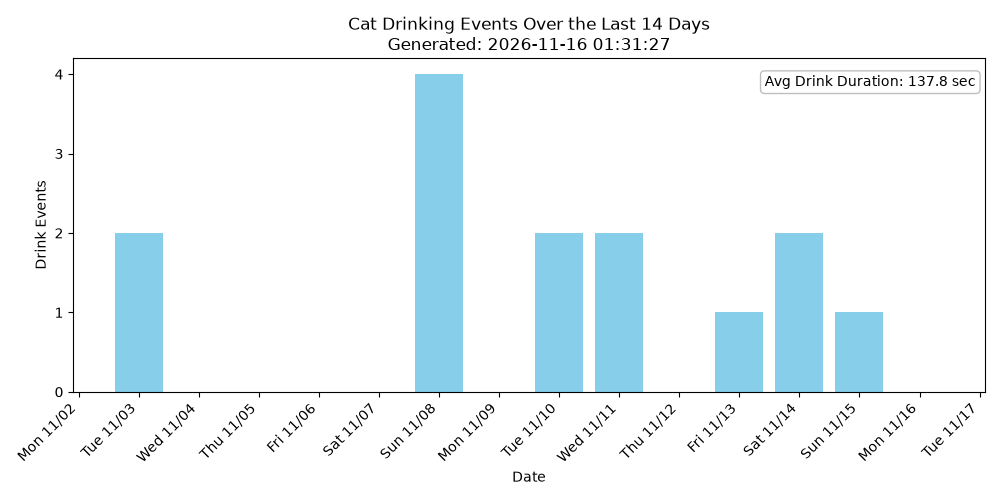 Cat Drinking Events Over the Last 14 Days
Generated: 2026-11-16 01:31:27
Avg Drink Duration: 137.8 sec
Drink Events
4
3
2
1
0
Mon 11/02
Tue 11/03
Wed 11/04
Thu 11/05
Fri 11/06
Sat 11/07
Sun 11/08
Mon 11/09
Tue 11/10
Wed 11/11
Thu 11/12
Fri 11/13
Sat 11/14
Sun 11/15
Mon 11/16
Tue 11/17
Date